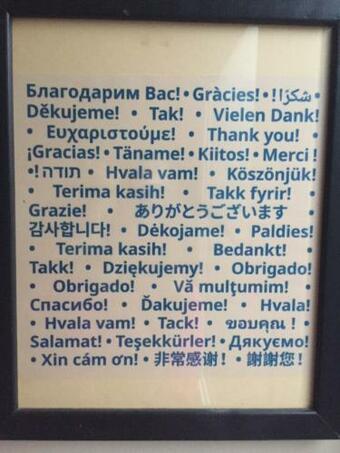 Благодарим Вас! • Gràcies! • !شكرًا •
Děkujeme! • Tak! • Vielen Dank!
• Ευχαριστούμε! • Thank you!
¡Gracias! • Täname! • Kiitos! • Merci !
• !תודה • Hvala vam! • Köszönjük!
• Terima kasih! • Takk fyrir!
Grazie! • ありがとうございます
감사합니다! • Dėkojame! • Paldies!
• Terima kasih! • Bedankt! •
Takk! • Dziękujemy! • Obrigado!
• Obrigado! • Vă mulţumim!
Спасибо! • Ďakujeme! • Hvala!
• Hvala vam! • Tack! • ขอบคุณ !
Salamat! • Teşekkürler! • Дякуємо!
• Xin cám ơn! • 非常感谢! • 謝謝您!